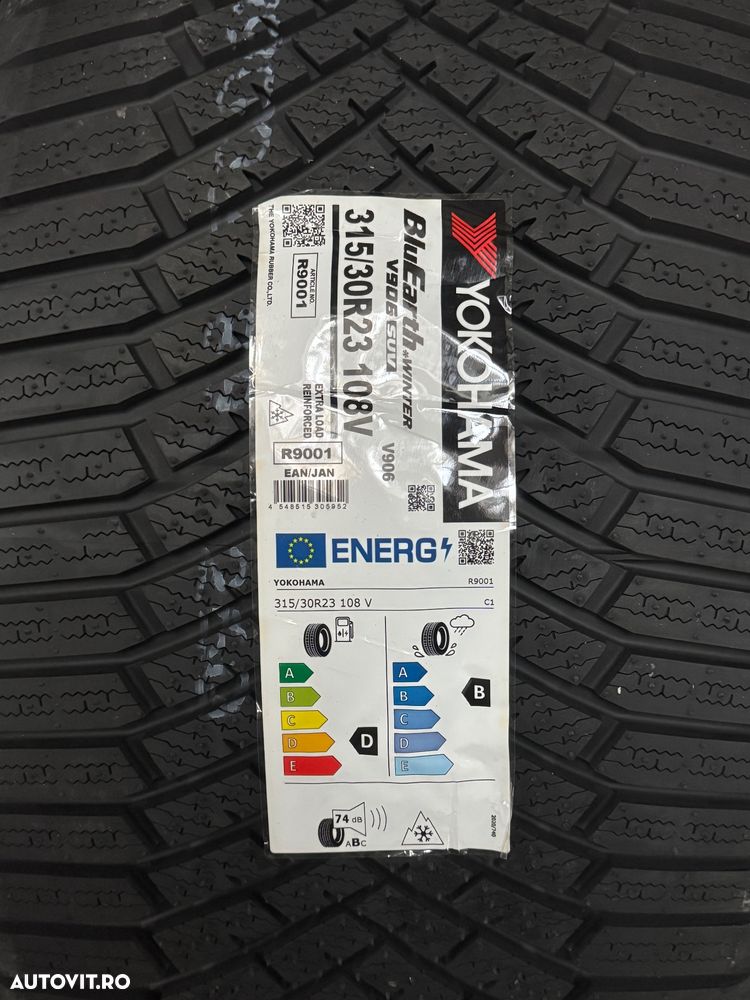 YOKOHAMA
BluEarth*WINTER
V906 SUV
V906
315/30R23 108V
EXTRA LOAD
REINFORCED
ARTICLE NO.
R9001
THE YOKOHAMA RUBBER CO.,LTD.
R9001
EAN/JAN
4 548515 305952
ENERG
YOKOHAMA R9001
315/30R23 108 V C1
A
B
C
D
E
D
A
B
C
D
E
B
74 dB
ABC
2020/740
AUTOVIT.RO